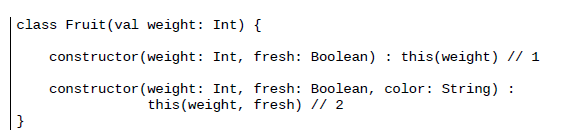 class Fruit(val weight: Int) {
constructor(weight: Int, fresh: Boolean) : this(weight) // 1
constructor(weight: Int, fresh: Boolean, color: String) :
this(weight, fresh) // 2
}